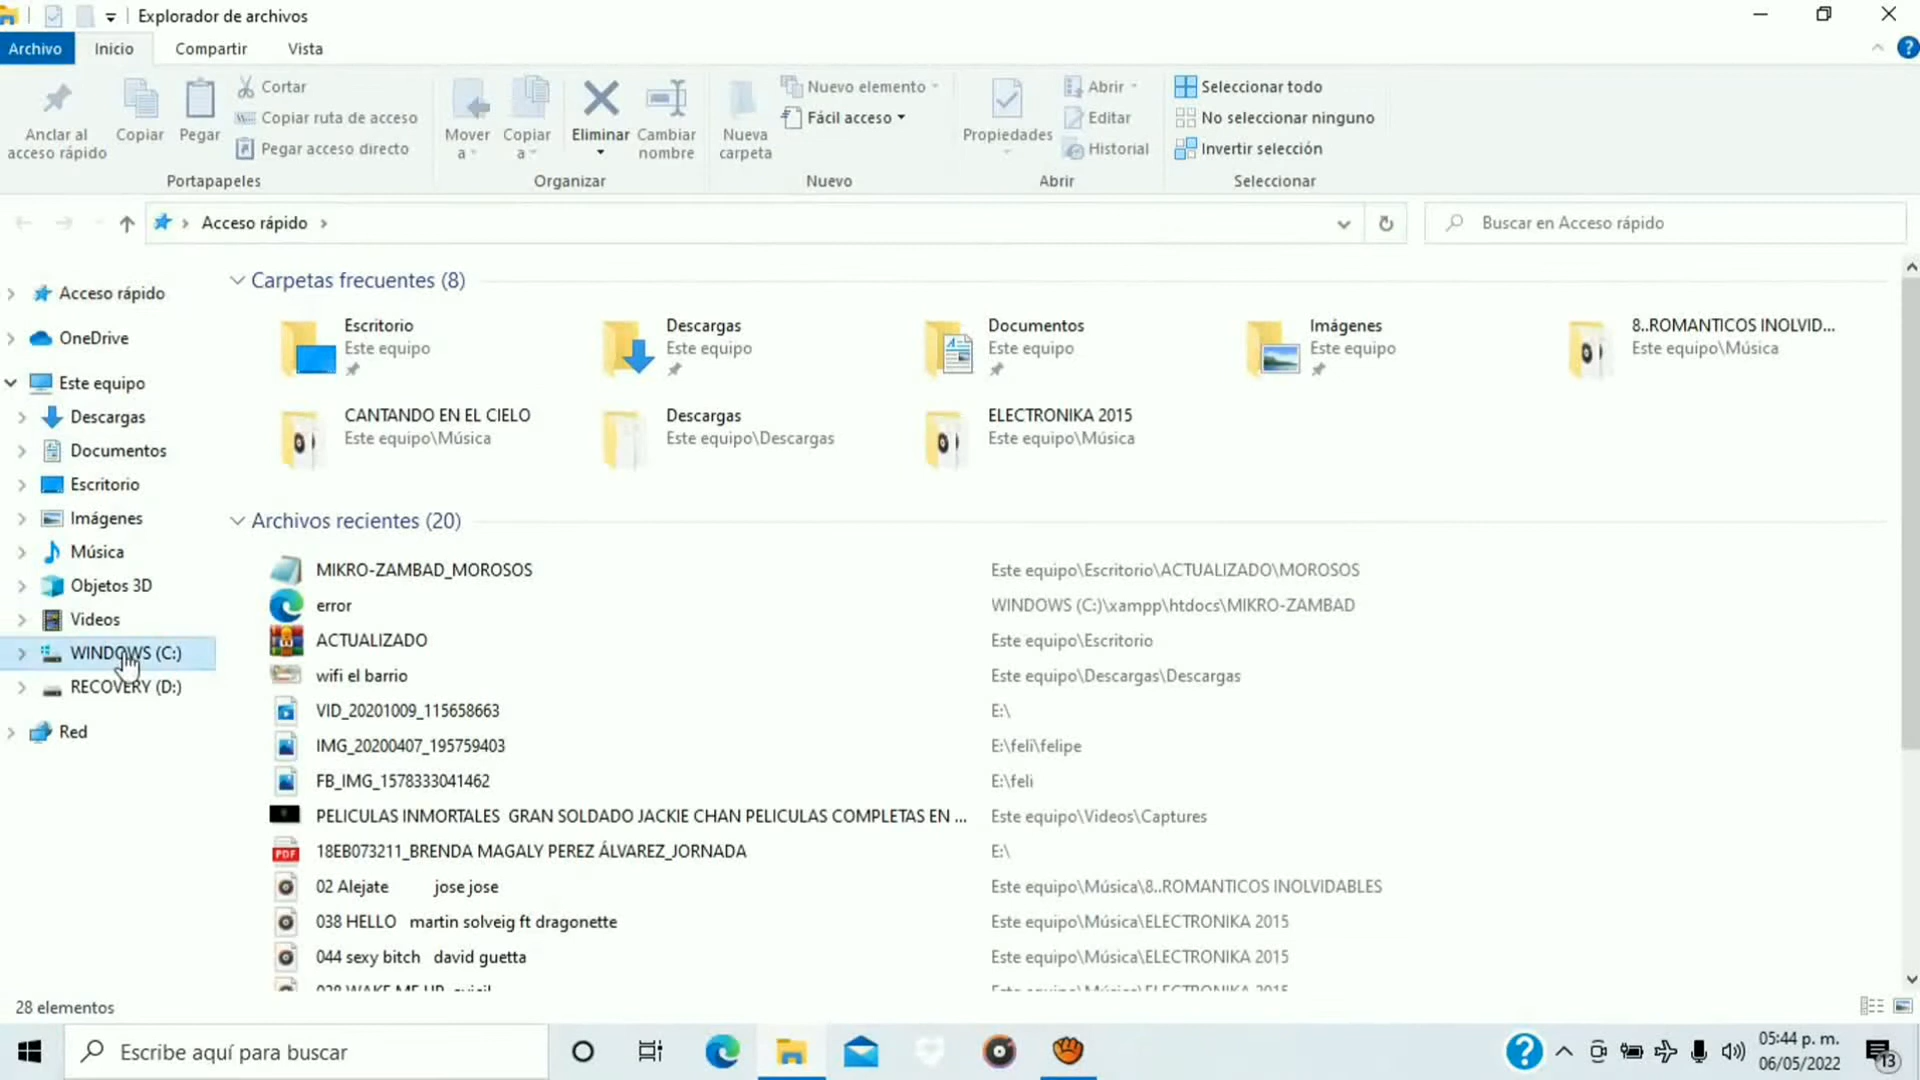 Explorador de archivos
Archivo Inicio Compartir Vista
Anclar al acceso rápido
Copiar
Pegar
Cortar
Copiar ruta de acceso
Pegar acceso directo
Portapapeles
Mover a
Copiar a
Eliminar
Cambiar nombre
Organizar
Nueva carpeta
Nuevo elemento
Fácil acceso
Nuevo
Propiedades
Abrir
Editar
Historial
Abrir
Seleccionar todo
No seleccionar ninguno
Invertir selección
Seleccionar
Acceso rápido
Buscar en Acceso rápido
Acceso rápido
OneDrive
Este equipo
Descargas
Documentos
Escritorio
Imágenes
Música
Objetos 3D
Videos
WINDOWS (C:)
RECOVERY (D:)
Red
Carpetas frecuentes (8)
Escritorio
Este equipo
Descargas
Este equipo
Documentos
Este equipo
Imágenes
Este equipo
8..ROMANTICOS INOLVID...
Este equipo\Música
CANTANDO EN EL CIELO
Este equipo\Música
Descargas
Este equipo\Descargas
ELECTRONIKA 2015
Este equipo\Música
Archivos recientes (20)
MIKRO-ZAMBAD_MOROSOS Este equipo\Escritorio\ACTUALIZADO\MOROSOS
error WINDOWS (C:)\xampp\htdocs\MIKRO-ZAMBAD
ACTUALIZADO Este equipo\Escritorio
wifi el barrio Este equipo\Descargas\Descargas
VID_20201009_115658663 E:\
IMG_20200407_195759403 E:\feli\felipe
FB_IMG_1578333041462 E:\feli
PELICULAS INMORTALES GRAN SOLDADO JACKIE CHAN PELICULAS COMPLETAS EN ... Este equipo\Videos\Captures
18EB073211_BRENDA MAGALY PEREZ ÁLVAREZ_JORNADA E:\
02 Alejate jose jose Este equipo\Música\8..ROMANTICOS INOLVIDABLES
038 HELLO martin solveig ft dragonette Este equipo\Música\ELECTRONIKA 2015
044 sexy bitch david guetta Este equipo\Música\ELECTRONIKA 2015
28 elementos
Escribe aquí para buscar
05:44 p. m.
06/05/2022
13